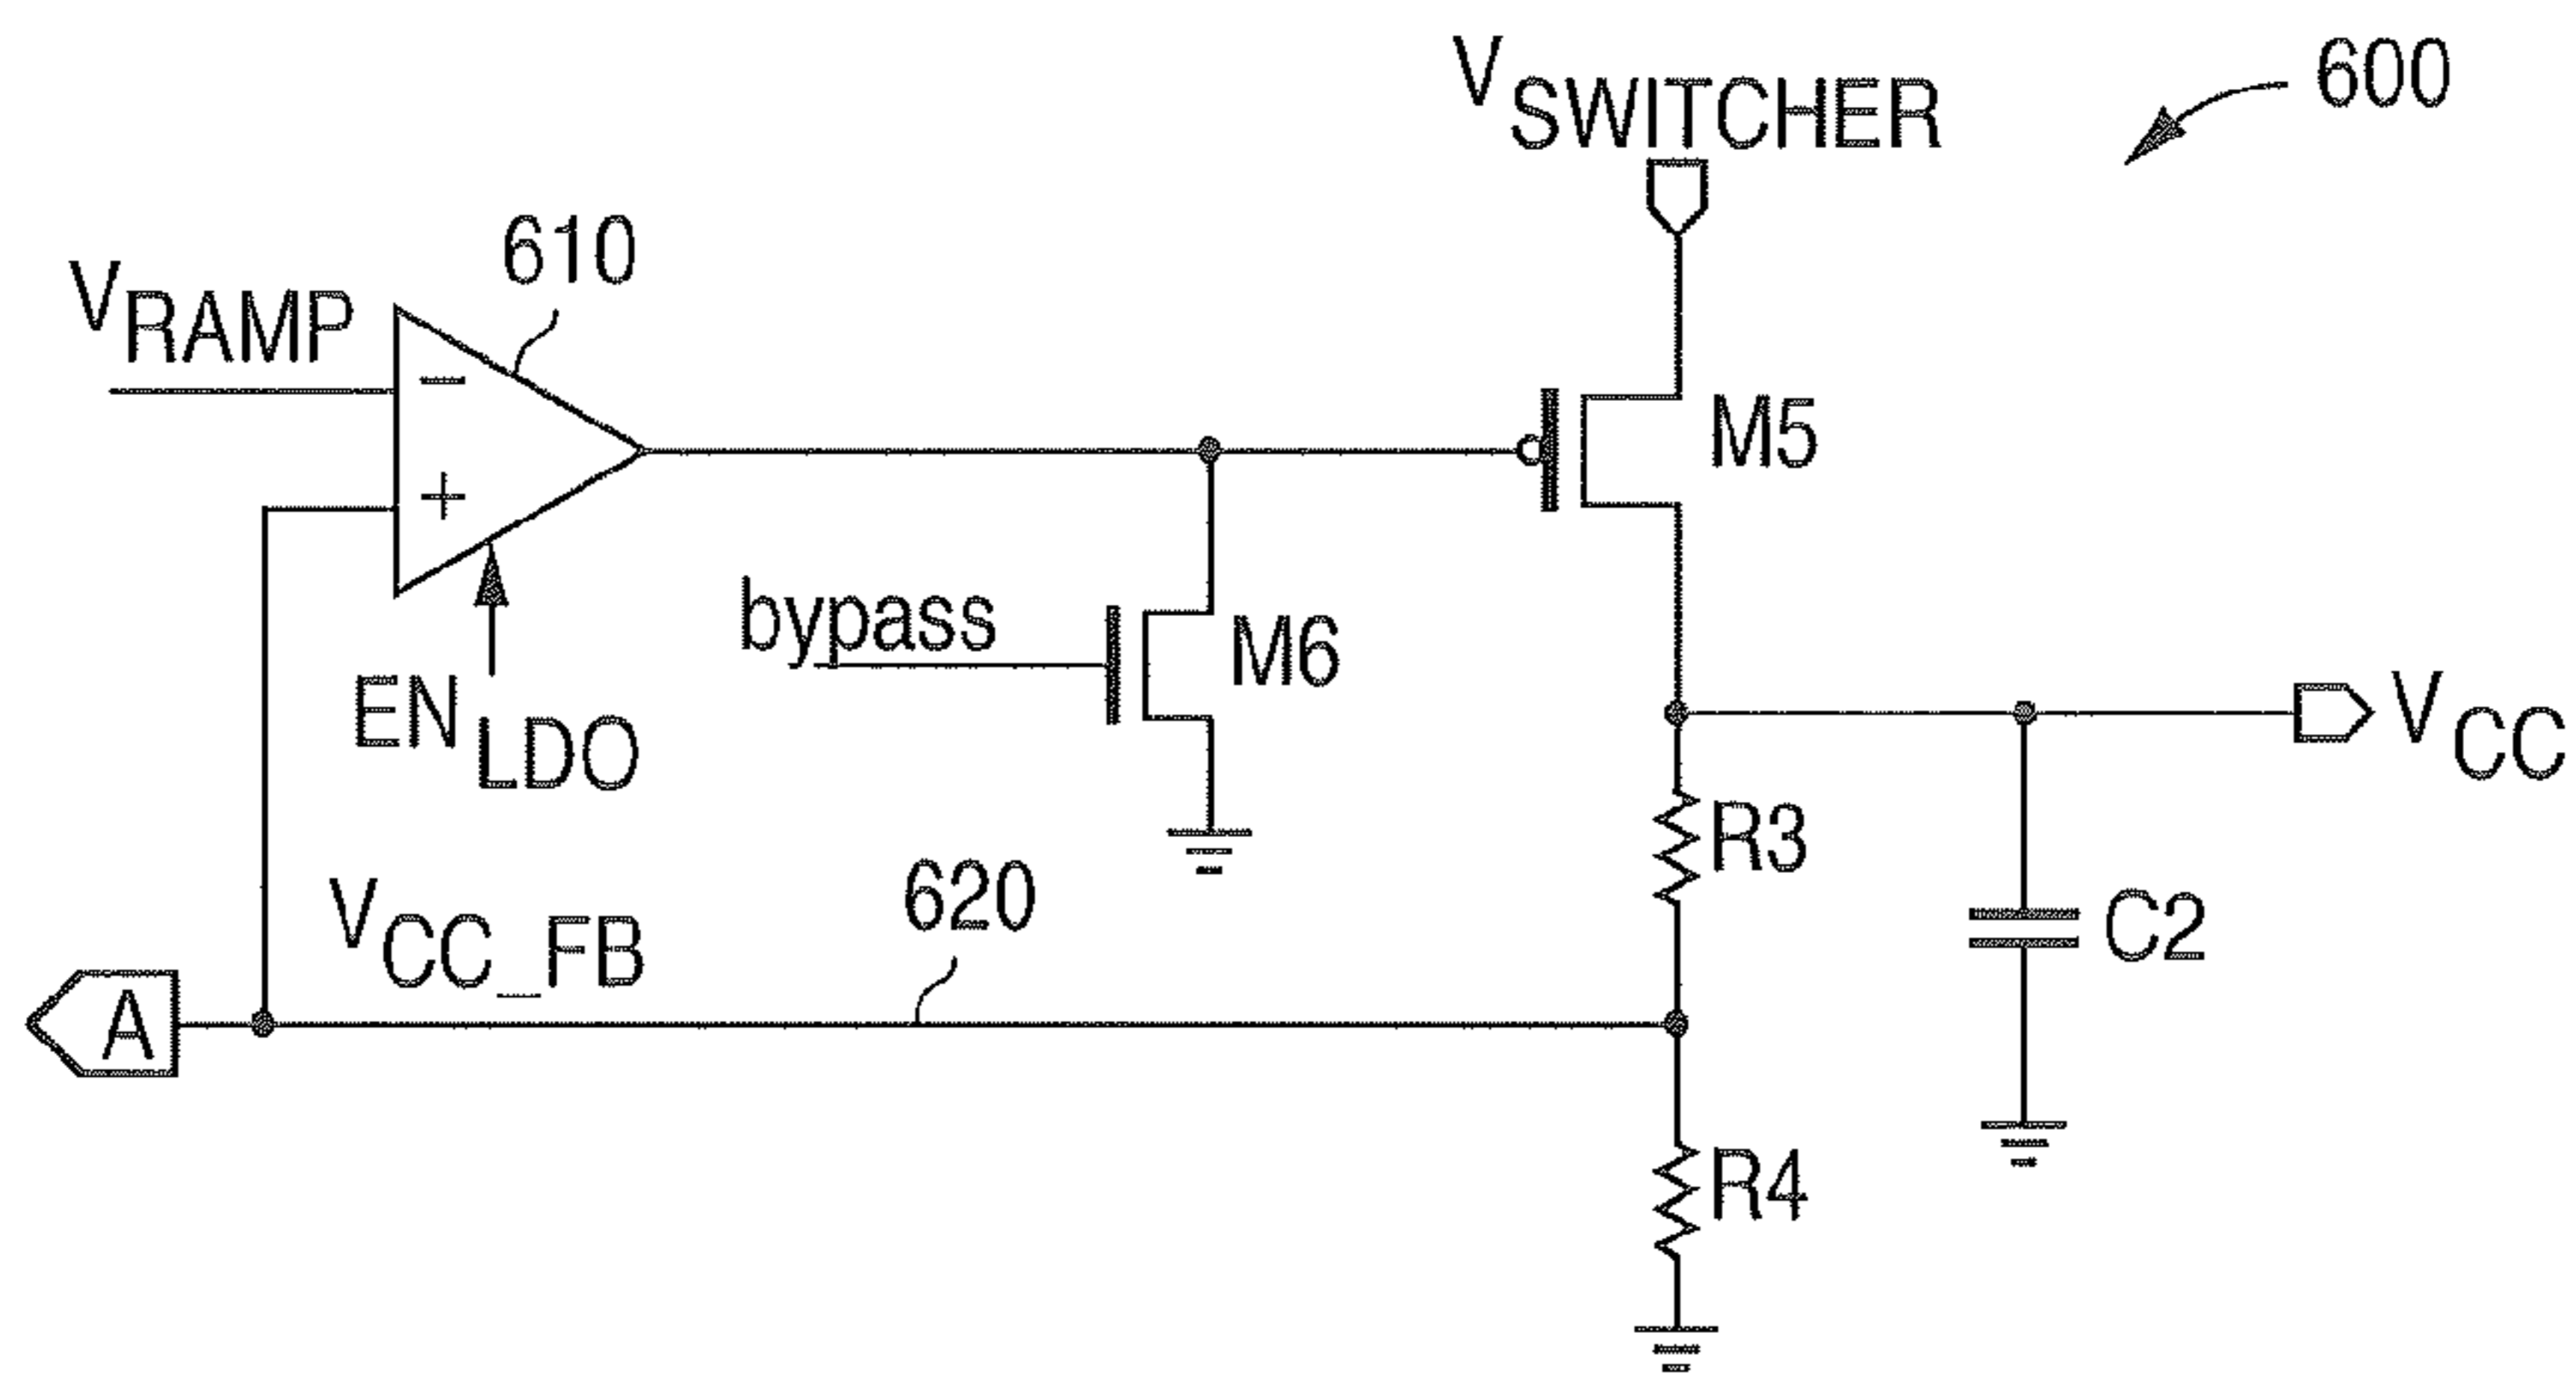 600
VSWITCHER
610
VRAMP
−
+
M5
bypass
M6
ENLDO
VCC
R3
620
C2
VCC_FB
A
R4